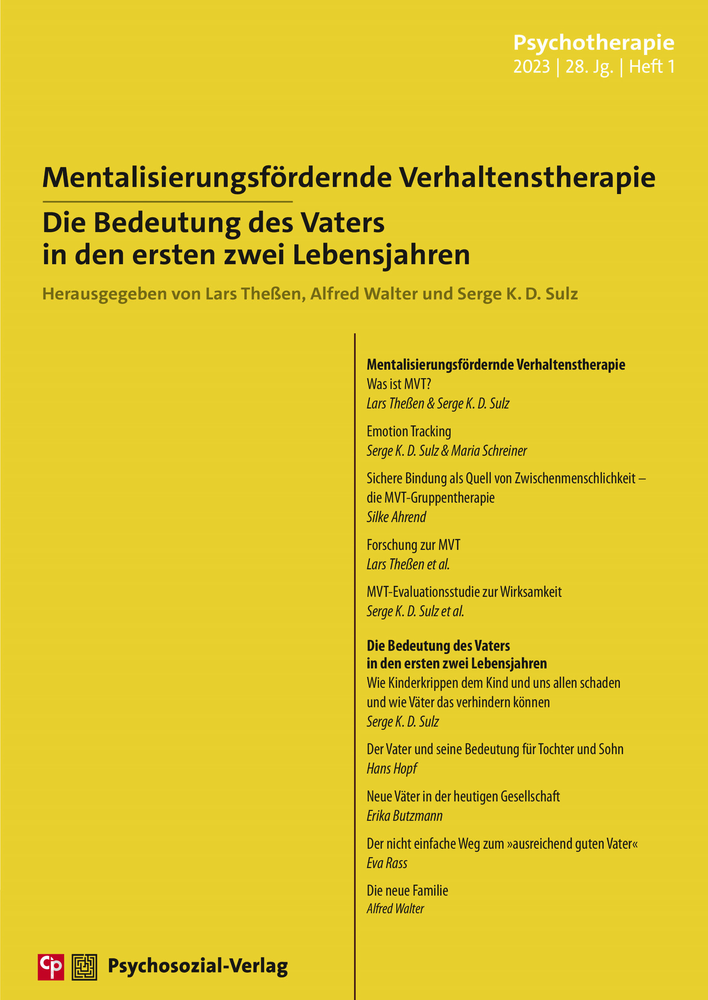 Psychotherapie
2023 | 28. Jg. | Heft 1
Mentalisierungsfördernde Verhaltenstherapie
Die Bedeutung des Vaters
in den ersten zwei Lebensjahren
Herausgegeben von Lars Theßen, Alfred Walter und Serge K. D. Sulz
Mentalisierungsfördernde Verhaltenstherapie
Was ist MVT?
Lars Theßen & Serge K. D. Sulz
Emotion Tracking
Serge K. D. Sulz & Maria Schreiner
Sichere Bindung als Quell von Zwischenmenschlichkeit –
die MVT-Gruppentherapie
Silke Ahrend
Forschung zur MVT
Lars Theßen et al.
MVT-Evaluationsstudie zur Wirksamkeit
Serge K. D. Sulz et al.
Die Bedeutung des Vaters
in den ersten zwei Lebensjahren
Wie Kinderkrippen dem Kind und uns allen schaden
und wie Väter das verhindern können
Serge K. D. Sulz
Der Vater und seine Bedeutung für Tochter und Sohn
Hans Hopf
Neue Väter in der heutigen Gesellschaft
Erika Butzmann
Der nicht einfache Weg zum »ausreichend guten Vater«
Eva Rass
Die neue Familie
Alfred Walter
cip
Psychosozial-Verlag